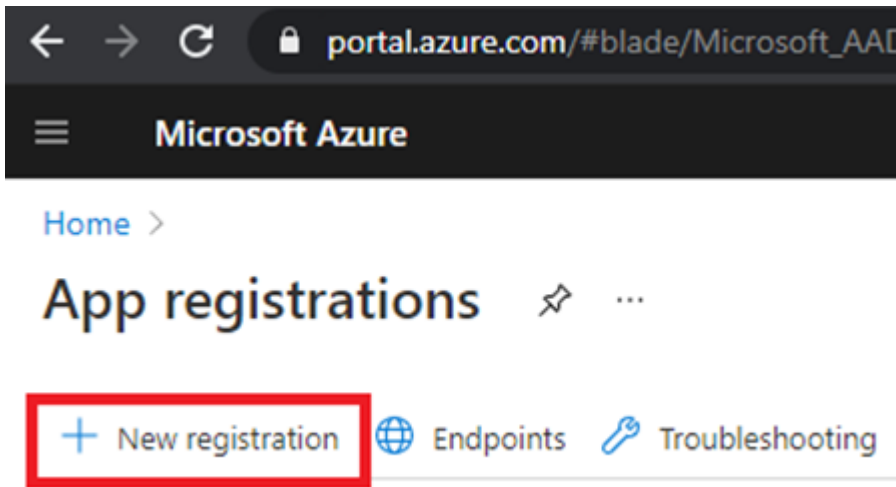 portal.azure.com/#blade/Microsoft_AAD
Microsoft Azure
Home >
App registrations ...
+ New registration Endpoints Troubleshooting